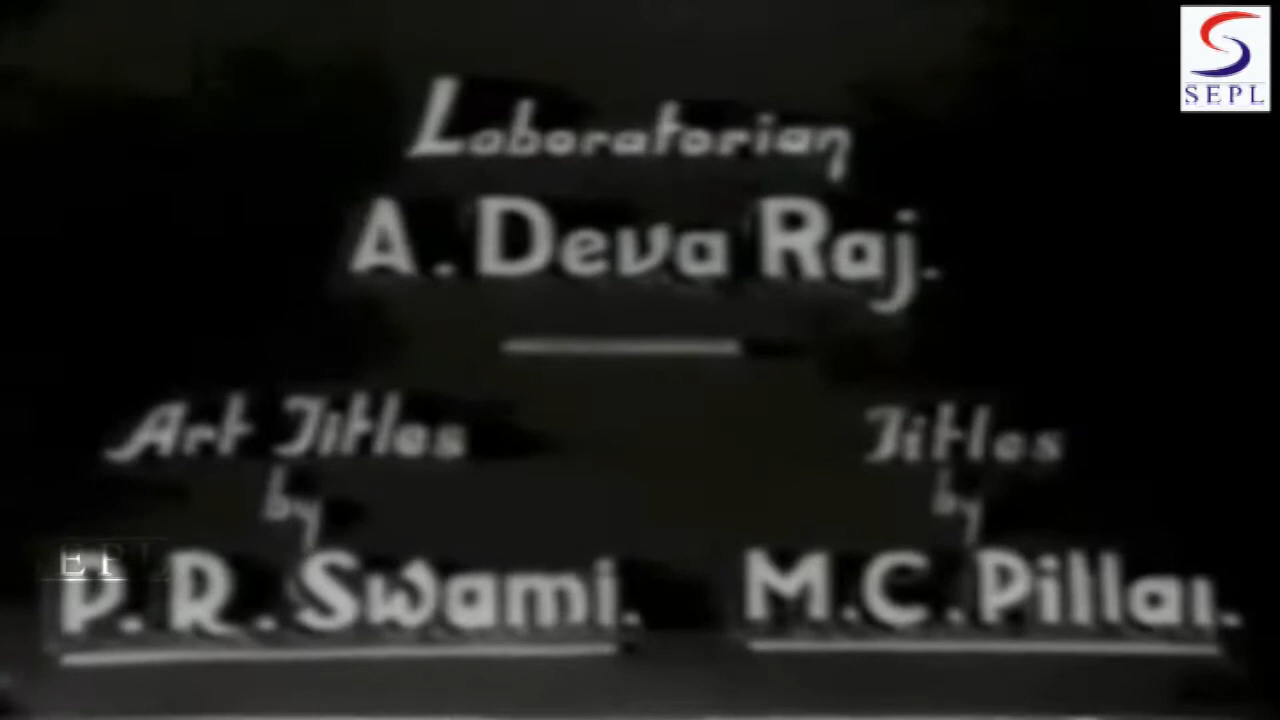 SEPL
Laboratorian
A. Deva Raj.
Art Titles
by
P. R. Swami.
Titles
by
M. C. Pillai.